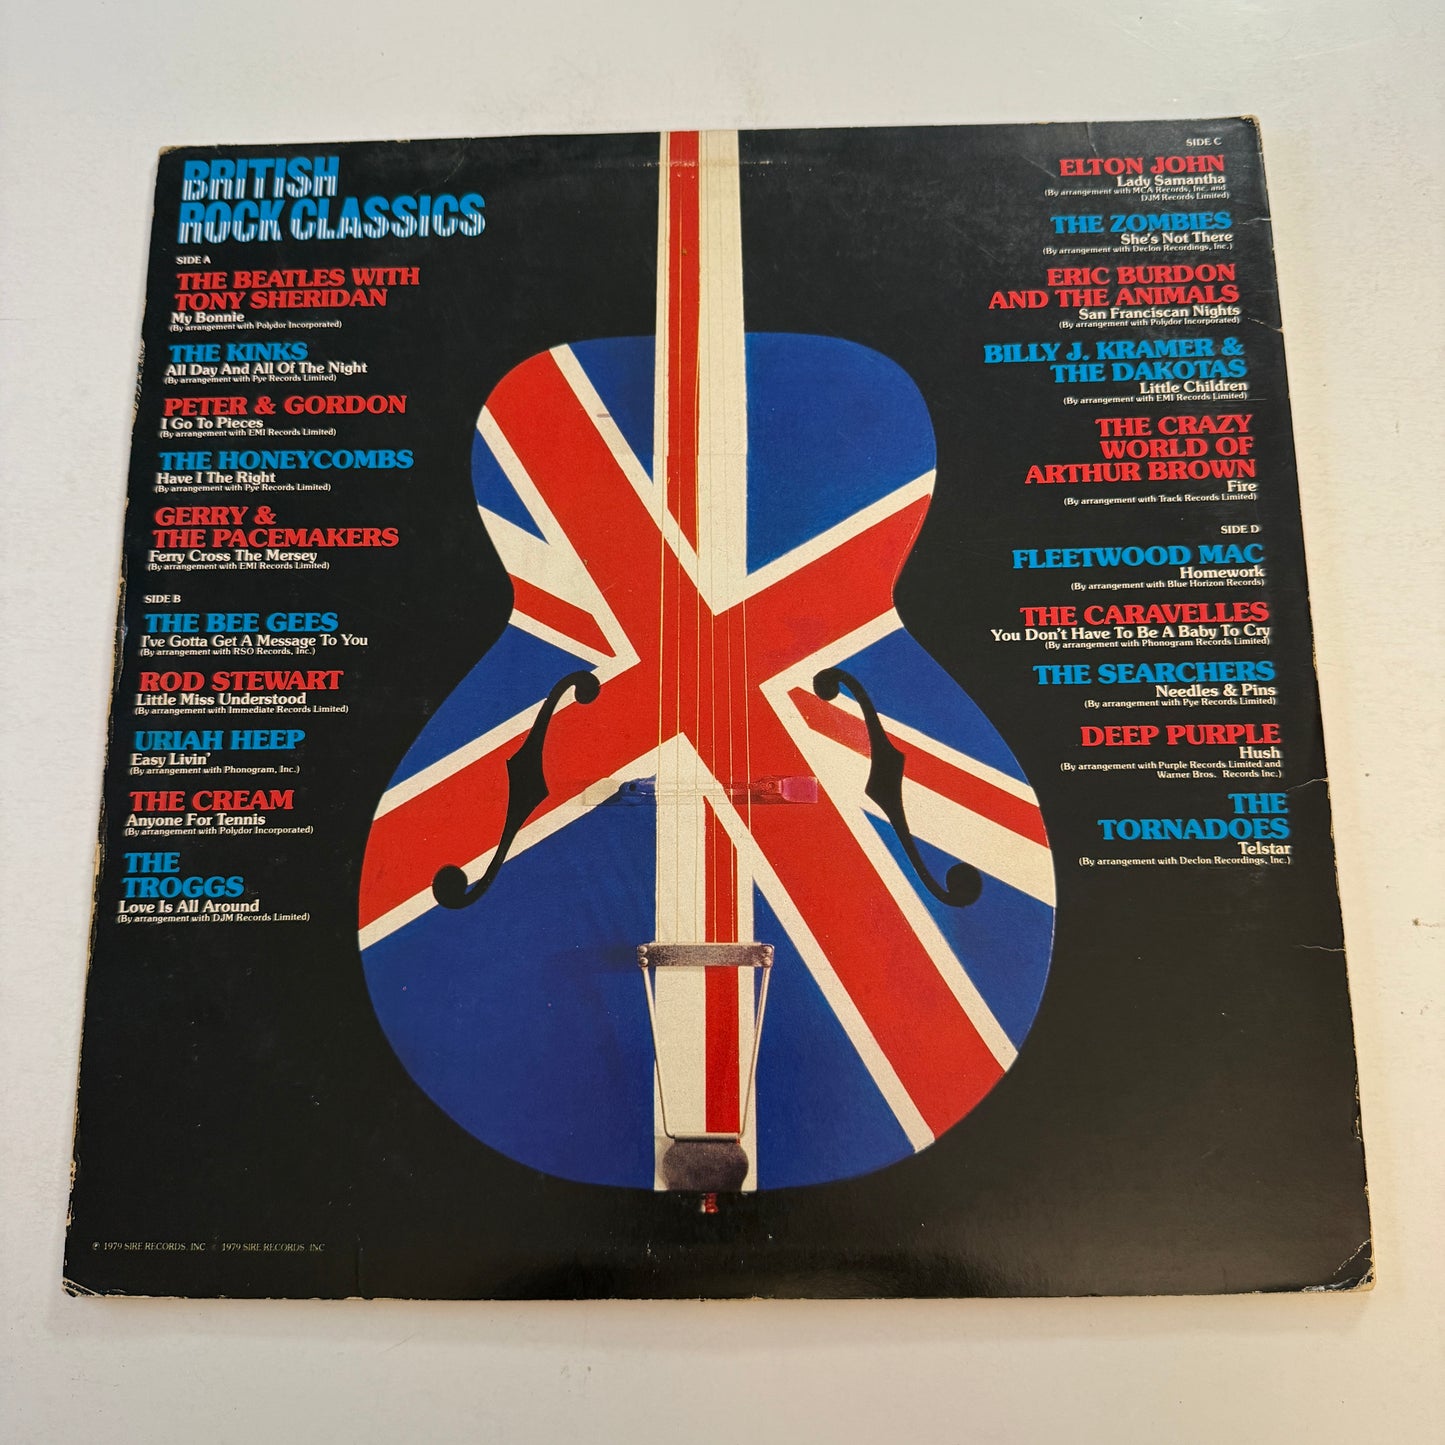 BRITISH
ROCK CLASSICS
SIDE A
THE BEATLES WITH
TONY SHERIDAN
My Bonnie
(By arrangement with Polydor Incorporated)
THE KINKS
All Day And All Of The Night
(By arrangement with Pye Records Limited)
PETER & GORDON
I Go To Pieces
(By arrangement with EMI Records Limited)
THE HONEYCOMBS
Have I The Right
(By arrangement with Pye Records Limited)
GERRY &
THE PACEMAKERS
Ferry Cross The Mersey
(By arrangement with EMI Records Limited)
SIDE B
THE BEE GEES
I've Gotta Get A Message To You
(By arrangement with RSO Records, Inc.)
ROD STEWART
Little Miss Understood
(By arrangement with Immediate Records Limited)
URIAH HEEP
Easy Livin'
(By arrangement with Phonogram, Inc.)
THE CREAM
Anyone For Tennis
(By arrangement with Polydor Incorporated)
THE
TROGGS
Love Is All Around
(By arrangement with DJM Records Limited)
℗ 1979 SIRE RECORDS, INC © 1979 SIRE RECORDS, INC
SIDE C
ELTON JOHN
Lady Samantha
(By arrangement with MCA Records, Inc. and
DJM Records Limited)
THE ZOMBIES
She's Not There
(By arrangement with Declon Recordings, Inc.)
ERIC BURDON
AND THE ANIMALS
San Franciscan Nights
(By arrangement with Polydor Incorporated)
BILLY J. KRAMER &
THE DAKOTAS
Little Children
(By arrangement with EMI Records Limited)
THE CRAZY
WORLD OF
ARTHUR BROWN
Fire
(By arrangement with Track Records Limited)
SIDE D
FLEETWOOD MAC
Homework
(By arrangement with Blue Horizon Records)
THE CARAVELLES
You Don't Have To Be A Baby To Cry
(By arrangement with Phonogram Records Limited)
THE SEARCHERS
Needles & Pins
(By arrangement with Pye Records Limited)
DEEP PURPLE
Hush
(By arrangement with Purple Records Limited and
Warner Bros. Records Inc.)
THE
TORNADOES
Telstar
(By arrangement with Declon Recordings, Inc.)